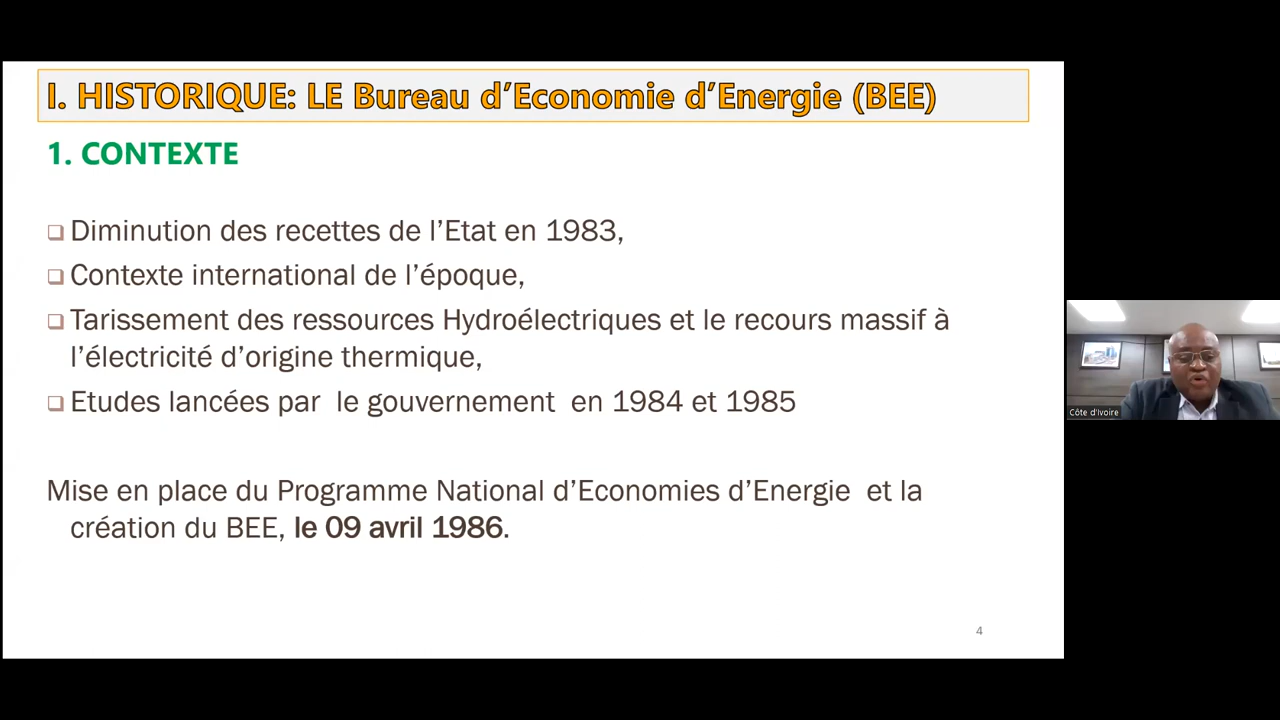 I. HISTORIQUE: LE Bureau d’Economie d’Energie (BEE)
1. CONTEXTE
❑ Diminution des recettes de l’Etat en 1983,
❑ Contexte international de l’époque,
❑ Tarissement des ressources Hydroélectriques et le recours massif à
l’électricité d’origine thermique,
❑ Etudes lancées par le gouvernement en 1984 et 1985
Mise en place du Programme National d’Economies d’Energie et la
création du BEE, le 09 avril 1986.
4
Côte d'Ivoire